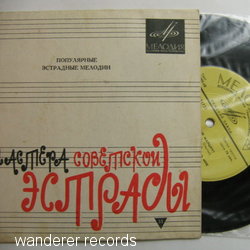 МЕЛОДИЯ
ПОПУЛЯРНЫЕ
ЭСТРАДНЫЕ МЕЛОДИИ
МАСТЕРА СОВЕТСКОЙ
ЭСТРАДЫ
wanderer records